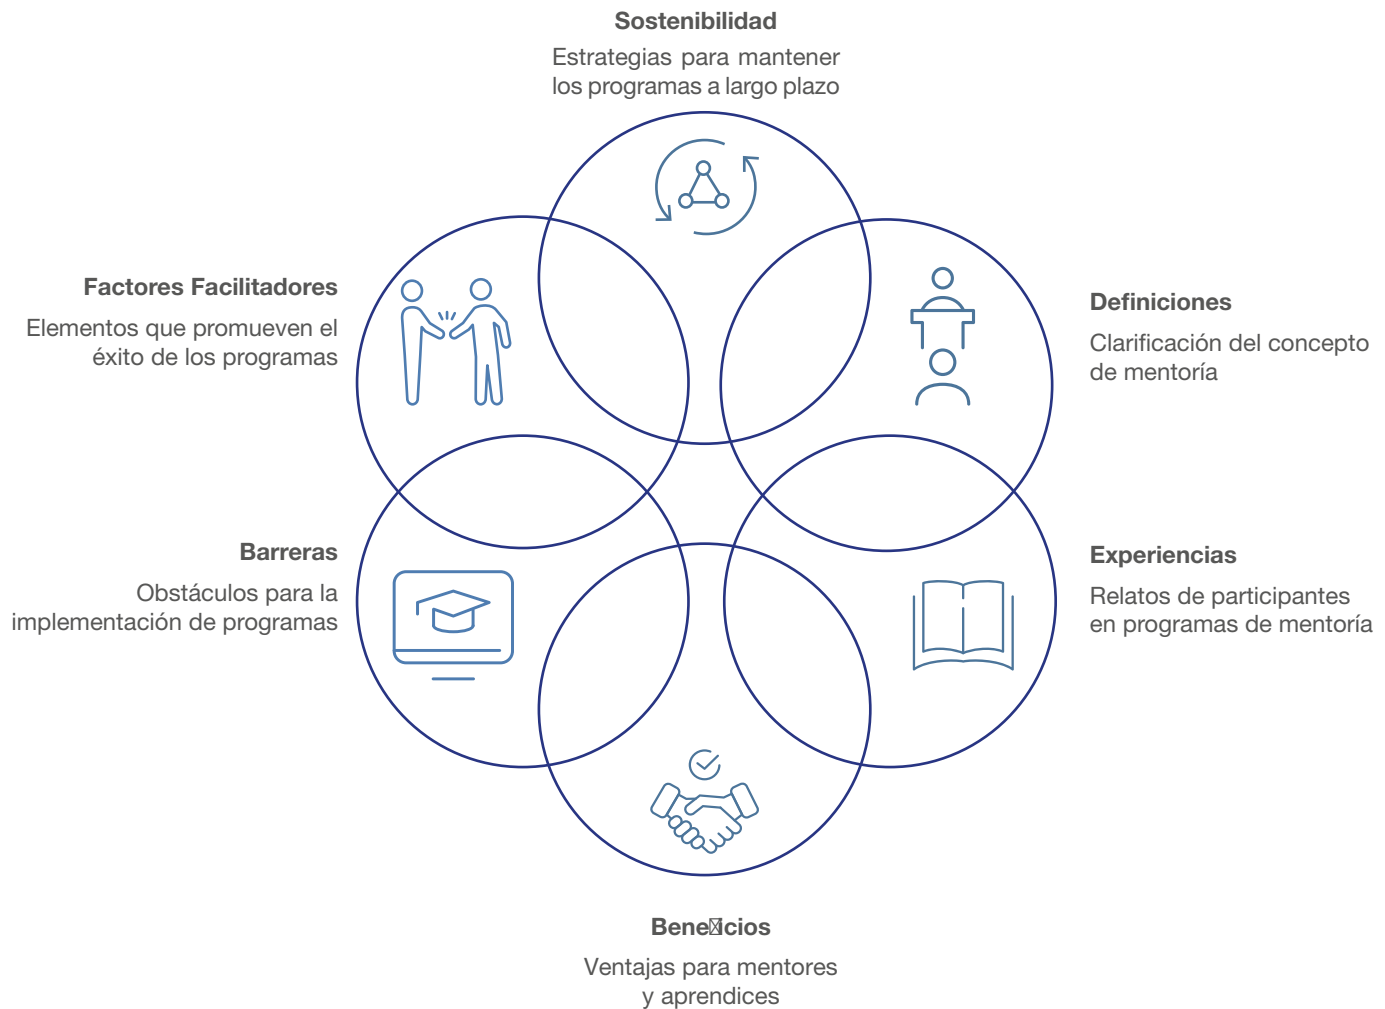 Sostenibilidad
Estrategias para mantener
los programas a largo plazo
Factores Facilitadores
Elementos que promueven el
éxito de los programas
Definiciones
Clarificación del concepto
de mentoría
Barreras
Obstáculos para la
implementación de programas
Experiencias
Relatos de participantes
en programas de mentoría
Bene☒cios
Ventajas para mentores
y aprendices